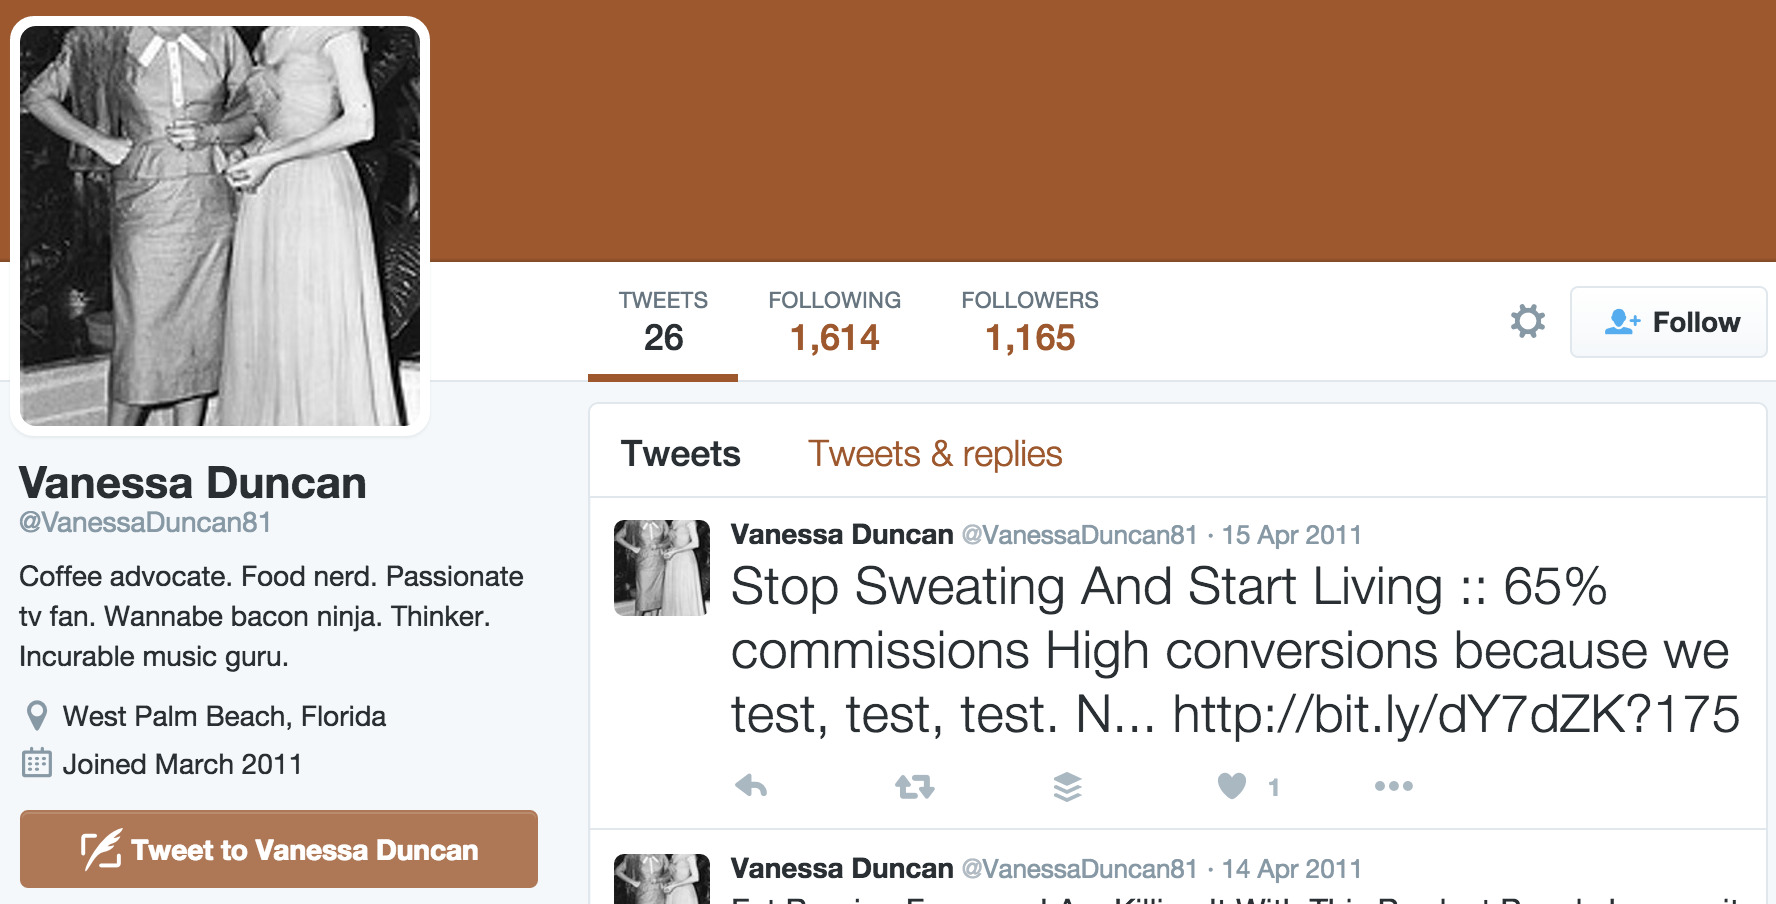 TWEETS FOLLOWING FOLLOWERS
26 1,614 1,165
Follow
Vanessa Duncan
@VanessaDuncan81
Coffee advocate. Food nerd. Passionate
tv fan. Wannabe bacon ninja. Thinker.
Incurable music guru.
West Palm Beach, Florida
Joined March 2011
Tweet to Vanessa Duncan
Tweets Tweets & replies
Vanessa Duncan @VanessaDuncan81 · 15 Apr 2011
Stop Sweating And Start Living :: 65%
commissions High conversions because we
test, test, test. N... http://bit.ly/dY7dZK?175
1
Vanessa Duncan @VanessaDuncan81 · 14 Apr 2011